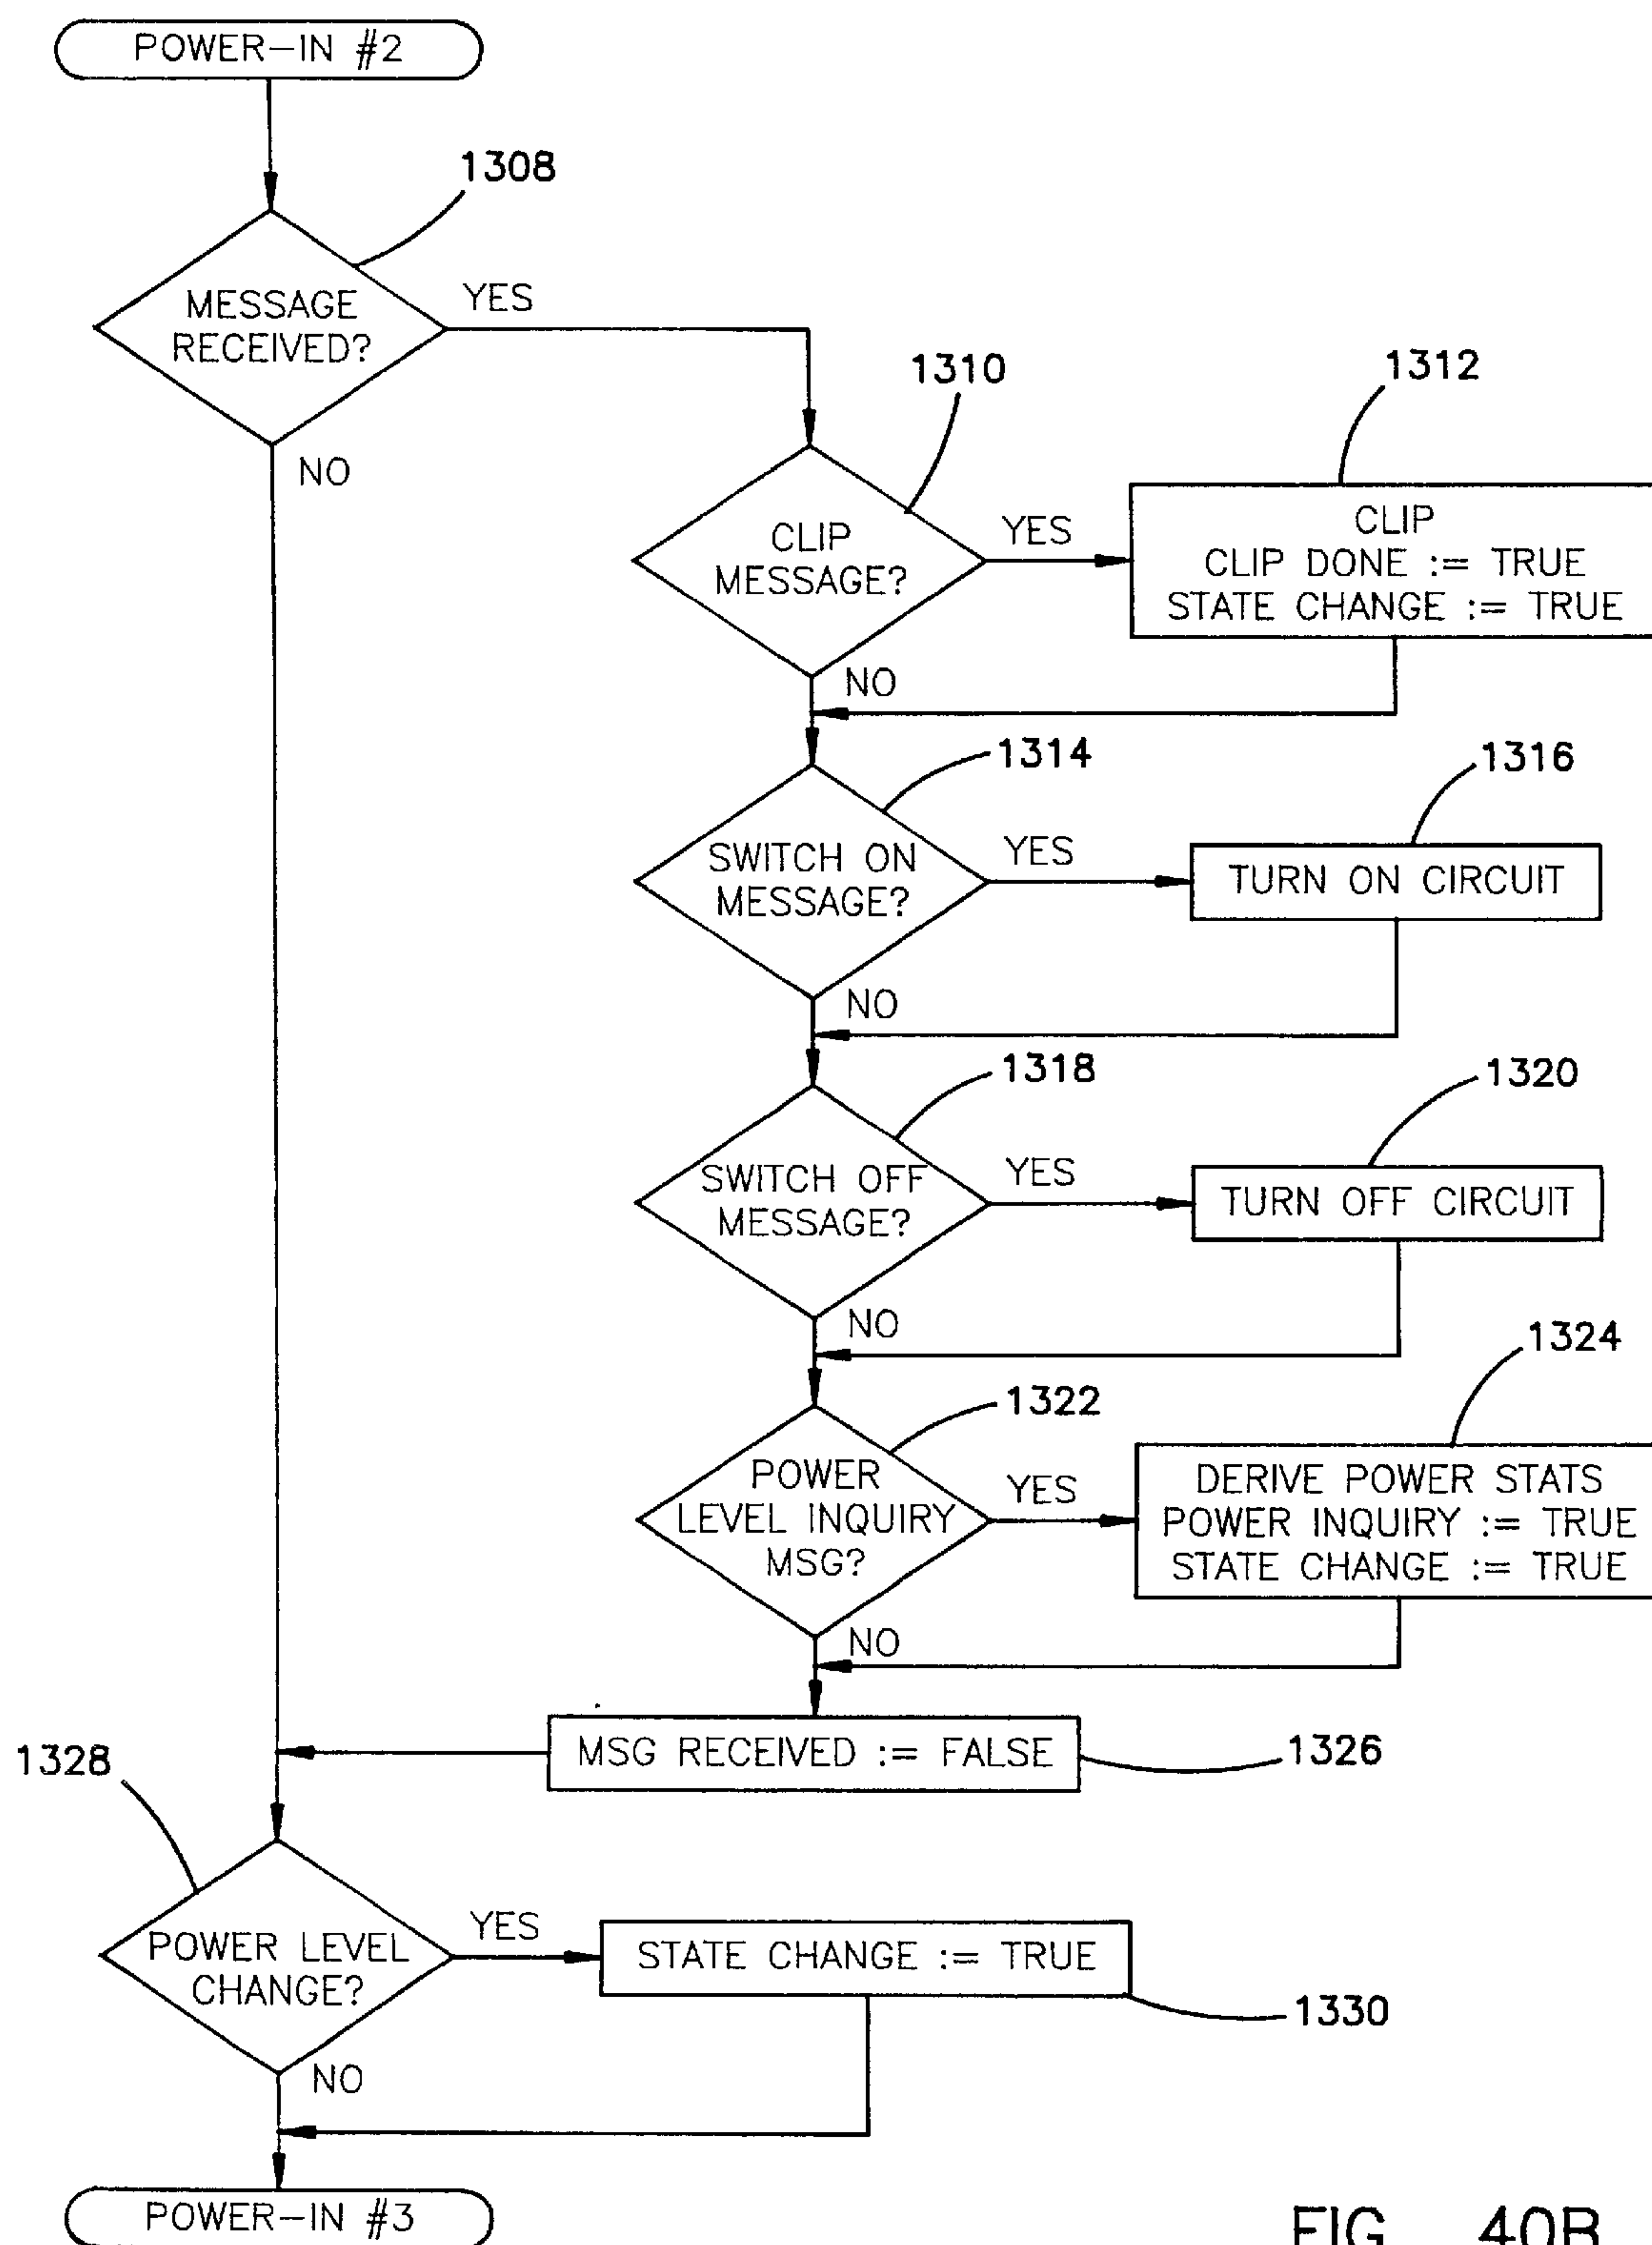 POWER-IN #2
1308
MESSAGE
RECEIVED?
YES
NO
1310
CLIP
MESSAGE?
YES
NO
1312
CLIP
CLIP DONE := TRUE
STATE CHANGE := TRUE
1314
SWITCH ON
MESSAGE?
YES
NO
1316
TURN ON CIRCUIT
1318
SWITCH OFF
MESSAGE?
YES
NO
1320
TURN OFF CIRCUIT
1322
POWER
LEVEL INQUIRY
MSG?
YES
NO
1324
DERIVE POWER STATS
POWER INQUIRY := TRUE
STATE CHANGE := TRUE
MSG RECEIVED := FALSE
1326
1328
POWER LEVEL
CHANGE?
YES
NO
STATE CHANGE := TRUE
1330
POWER-IN #3
FIG. 40B